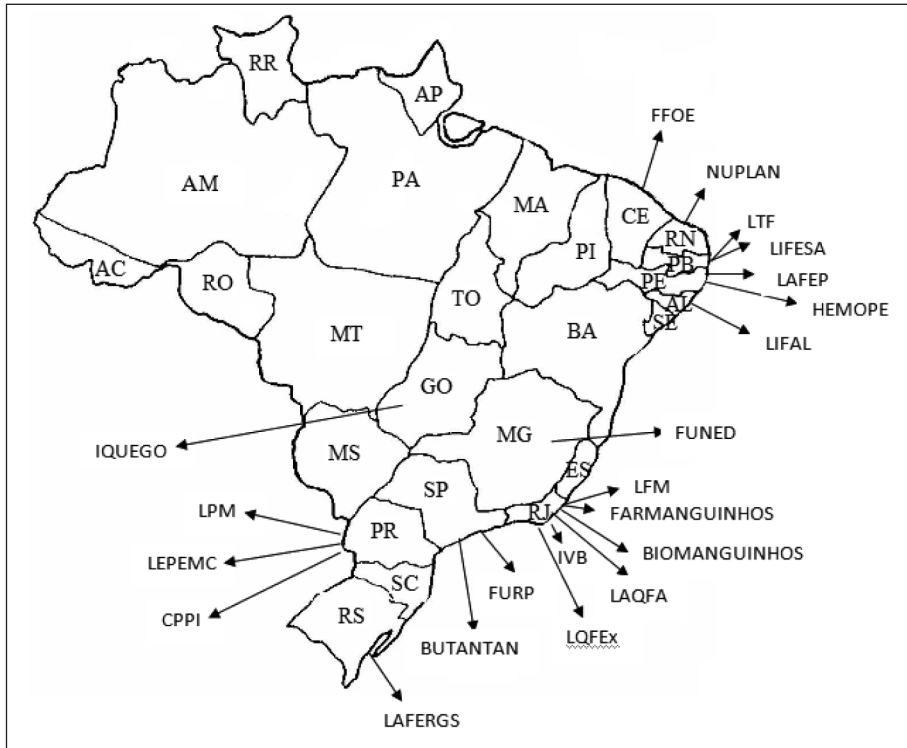 RR
AP
FFOE
AM
PA
NUPLAN
MA
CE
LTF
RN
LIFESA
PI
PB
AC
LAFEP
RO
PE
TO
AL
HEMOPE
SE
MT
BA
LIFAL
GO
MG
FUNED
IQUEGO
MS
ES
SP
LFM
LPM
RJ
FARMANGUINHOS
PR
BIOMANGUINHOS
IVB
LEPEMC
SC
FURP
LAQFA
CPPI
RS
LQFEx
BUTANTAN
LAFERGS